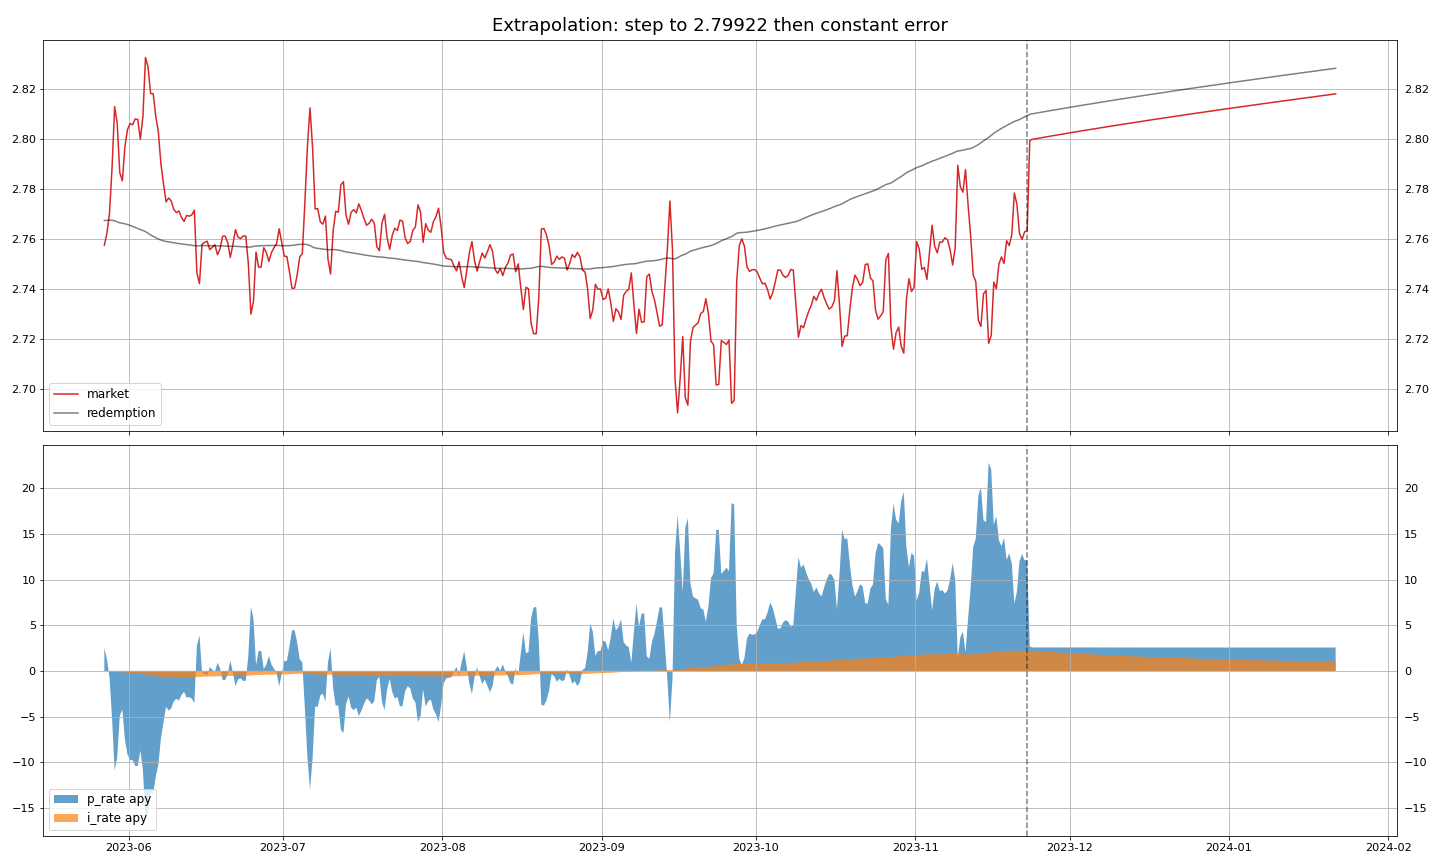 Extrapolation: step to 2.79922 then constant error
2.82 2.82
2.80 2.80
2.78 2.78
2.76 2.76
2.74 2.74
2.72 2.72
2.70 2.70
market
redemption
20 20
15 15
10 10
5 5
0 0
−5 −5
−10 −10
−15 −15
p_rate apy
i_rate apy
2023-06 2023-07 2023-08 2023-09 2023-10 2023-11 2023-12 2024-01 2024-02